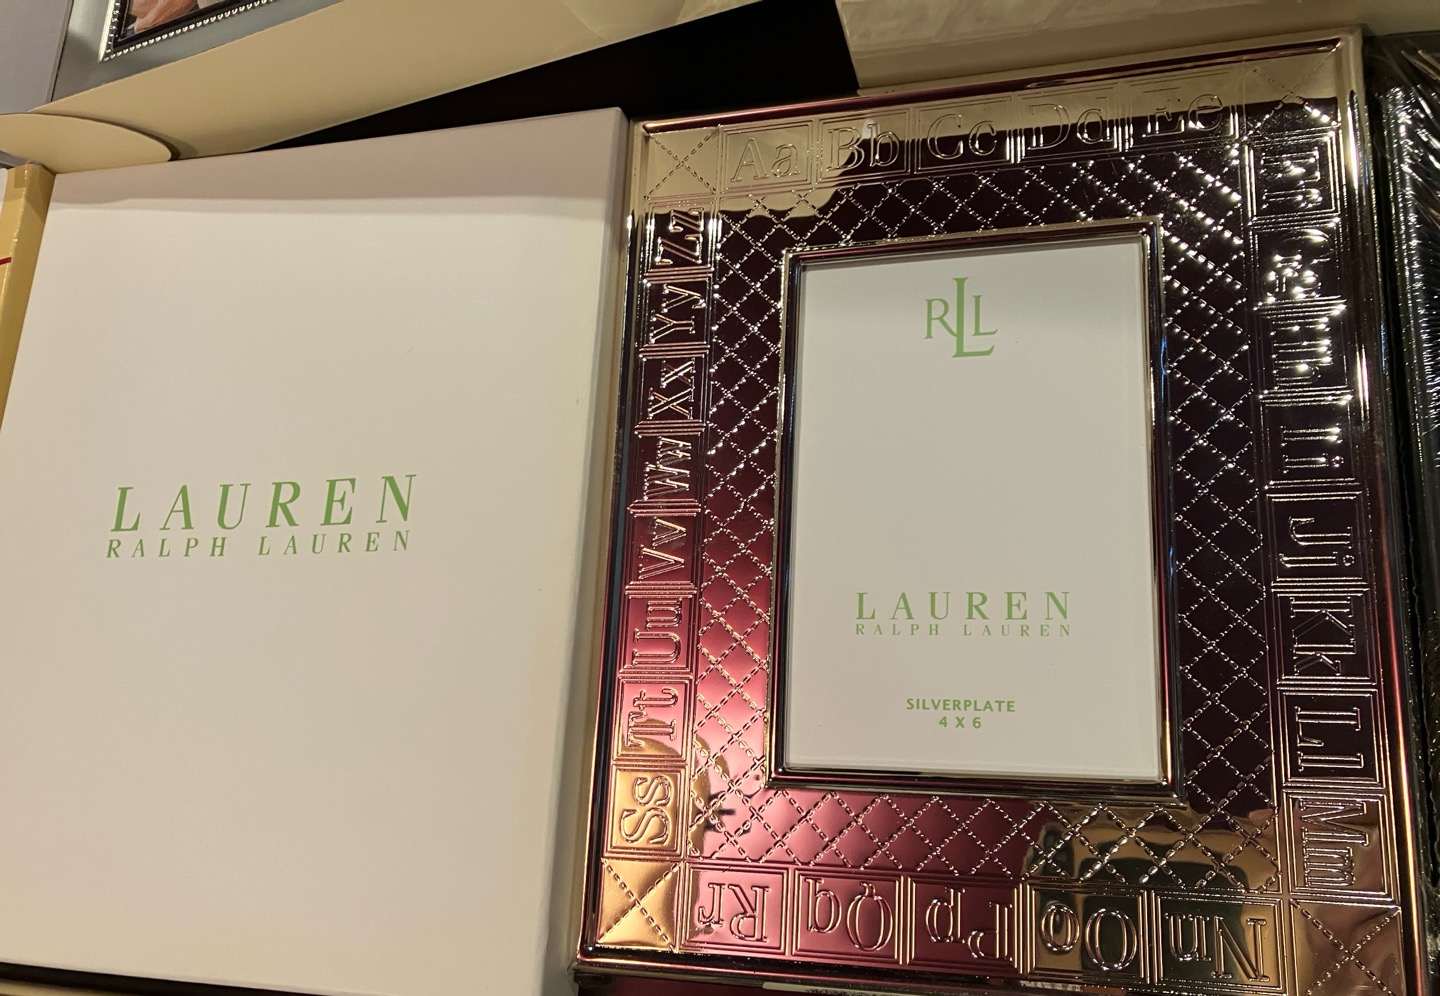 LAUREN
RALPH LAUREN
RLL
LAUREN
RALPH LAUREN
SILVERPLATE
4 X 6
Aa Bb Cc Dd Ee
Ff Gg Hh Ii Jj Kk Ll Mm
Nn Oo Pp Qq Rr
Ss Tt Uu Vv Ww Xx Yy Zz